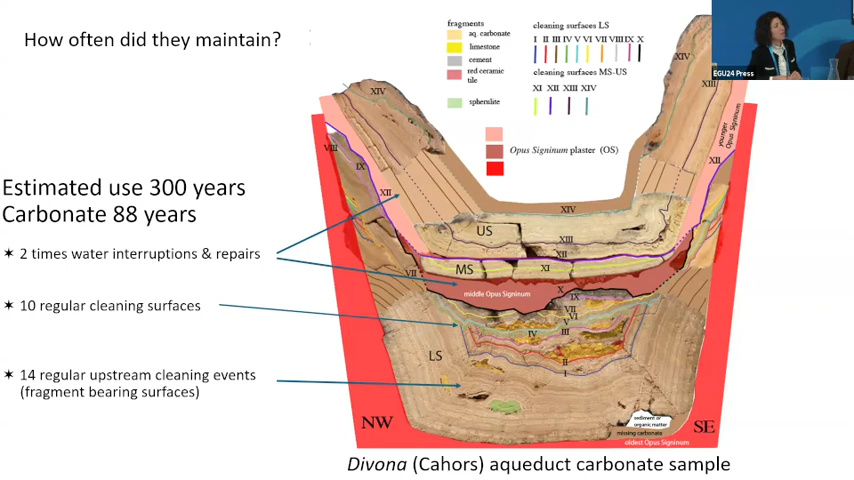 How often did they maintain?
fragments
aq. carbonate
limestone
cement
red ceramic
tile
spherulite
cleaning surfaces LS
I II III IV V VI VII VIII IX X
cleaning surfaces MS-US
XI XII XIII XIV
Opus Signinum plaster (OS)
EGU24 Press
Estimated use 300 years
Carbonate 88 years
✶ 2 times water interruptions & repairs
✶ 10 regular cleaning surfaces
✶ 14 regular upstream cleaning events
(fragment bearing surfaces)
XIV
XIV
XIII
younger
Opus Signinum
VIII
IX
XII
XII
XIV
US
XIII
XII
MS
XI
VII
middle Opus Signinum
X
IX
VII
VI
V
IV
III
II
I
LS
NW
SE
sediment or
organic matter
missing carbonate
oldest Opus Signinum
Divona (Cahors) aqueduct carbonate sample